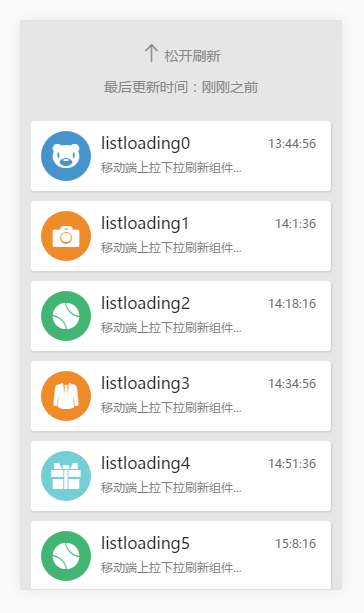 松开刷新
最后更新时间：刚刚之前
listloading0 13:44:56
移动端上拉下拉刷新组件...
listloading1 14:1:36
移动端上拉下拉刷新组件...
listloading2 14:18:16
移动端上拉下拉刷新组件...
listloading3 14:34:56
移动端上拉下拉刷新组件...
listloading4 14:51:36
移动端上拉下拉刷新组件...
listloading5 15:8:16
移动端上拉下拉刷新组件...